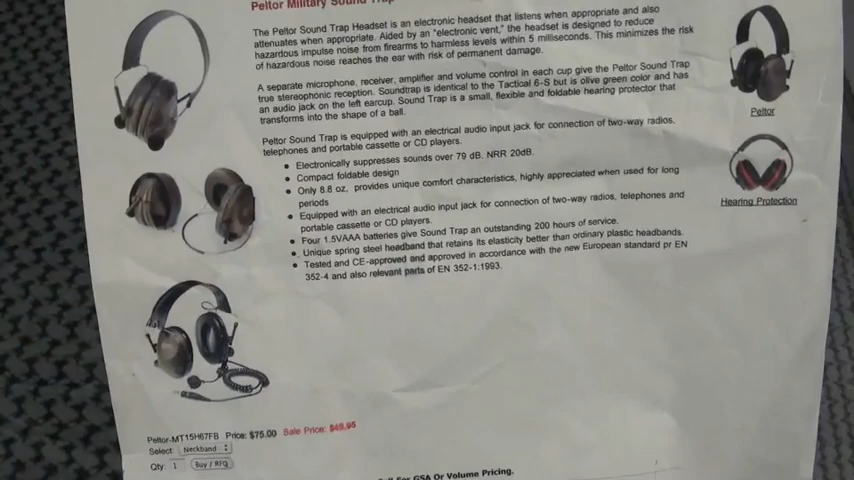 Peltor Military Sound Trap
The Peltor Sound Trap Headset is an electronic headset that listens when appropriate and also
attenuates when appropriate. Aided by an "electronic vent," the headset is designed to reduce
hazardous impulse noise from firearms to harmless levels within 5 milliseconds. This minimizes the risk
of hazardous noise reaches the ear with risk of permanent damage.
A separate microphone, receiver, amplifier and volume control in each cup give the Peltor Sound Trap
true stereophonic reception. Soundtrap is identical to the Tactical 6-S but is olive green color and has
an audio jack on the left earcup. Sound Trap is a small, flexible and foldable hearing protector that
transforms into the shape of a ball.
Peltor Sound Trap is equipped with an electrical audio input jack for connection of two-way radios,
telephones and portable cassette or CD players.
• Electronically suppresses sounds over 79 dB. NRR 20dB.
• Compact foldable design
• Only 8.8 oz, provides unique comfort characteristics, highly appreciated when used for long
periods
• Equipped with an electrical audio input jack for connection of two-way radios, telephones and
portable cassette or CD players.
• Four 1.5VAAA batteries give Sound Trap an outstanding 200 hours of service.
• Unique spring steel headband that retains its elasticity better than ordinary plastic headbands.
• Tested and CE-approved and approved in accordance with the new European standard pr EN
352-4 and also relevant parts of EN 352-1:1993.
Peltor
Hearing Protection
Peltor-MT15H67FB Price: $75.00 Sale Price: $49.95
Select: Neckband
Qty: 1 Buy / RFQ
For GSA Or Volume Pricing.